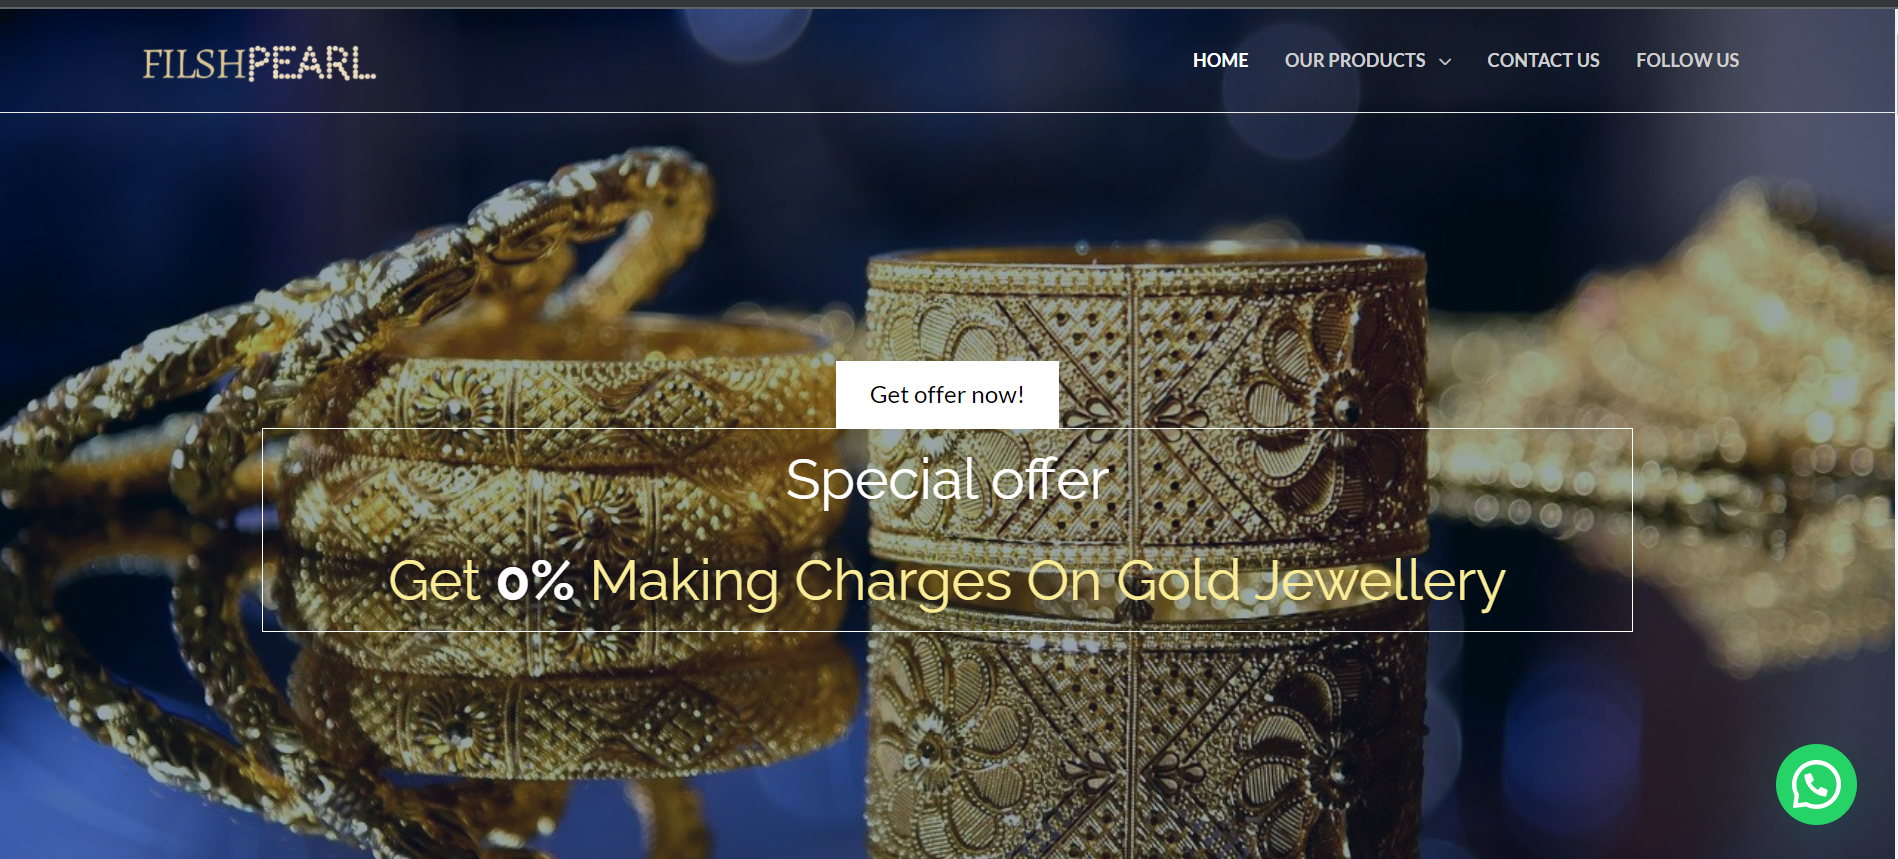 FILSHPEARL
HOME OUR PRODUCTS CONTACT US FOLLOW US
Get offer now!
Special offer
Get 0% Making Charges On Gold Jewellery